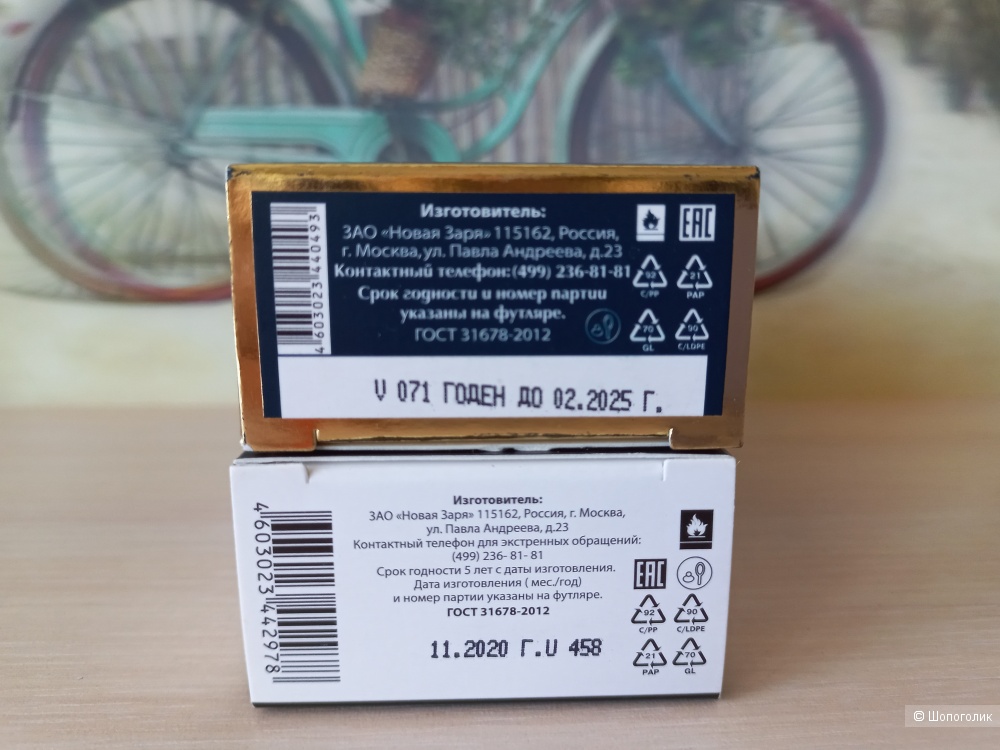 Изготовитель:
ЗАО «Новая Заря» 115162, Россия,
г. Москва, ул. Павла Андреева, д.23
Контактный телефон:(499) 236-81-81
Срок годности и номер партии
указаны на футляре.
ГОСТ 31678-2012
4 603023 440493
EAC
92
C/PP
21
PAP
70
GL
90
C/LDPE
V 071 ГОДЕН ДО 02.2025 Г.
Изготовитель:
ЗАО «Новая Заря» 115162, Россия, г. Москва,
ул. Павла Андреева, д.23
Контактный телефон для экстренных обращений:
(499) 236- 81- 81
Срок годности 5 лет с даты изготовления.
Дата изготовления ( мес./год)
и номер партии указаны на футляре.
ГОСТ 31678-2012
11.2020 Г.U 458
4603023442978
EAC
92
C/PP
90
C/LDPE
21
PAP
70
GL
© Шопоголик